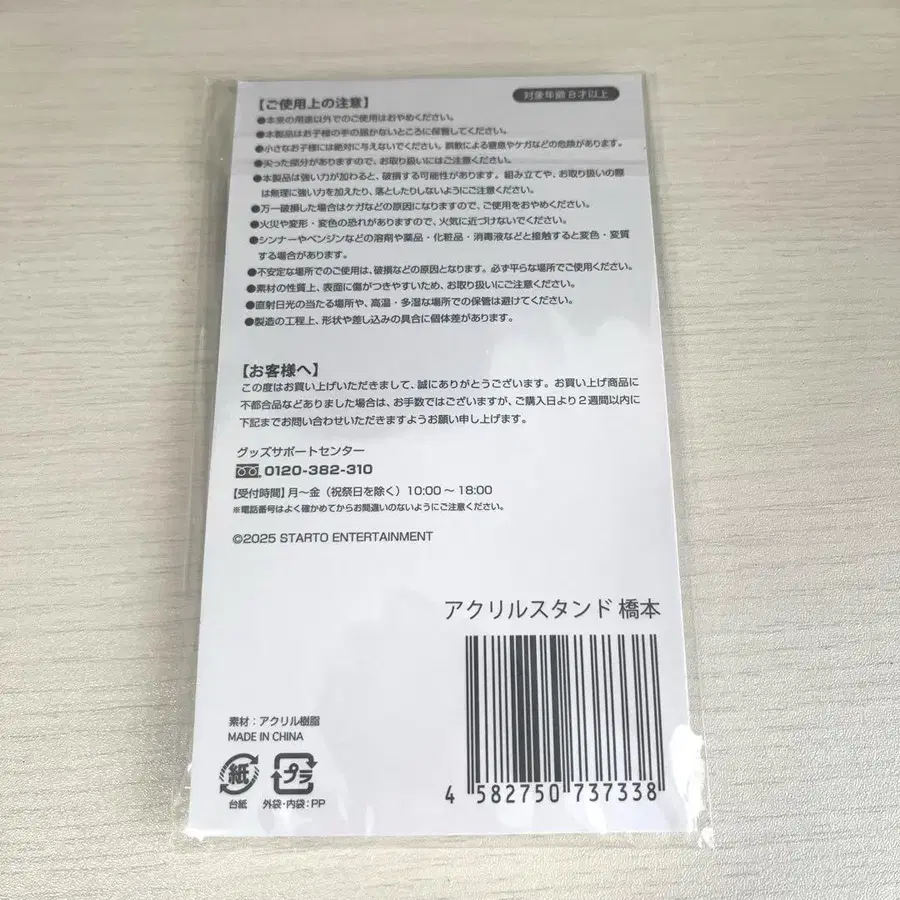 【ご使用上の注意】
対象年齢8才以上
●本来の用途以外でのご使用はおやめください。
●本製品はお子様の手の届かないところに保管してください。
●小さなお子様には絶対に与えないでください。誤飲による窒息やケガなどの危険があります。
●尖った部分がありますので、お取り扱いにはご注意ください。
●本製品は強い力が加わると、破損する可能性があります。組み立てや、お取り扱いの際
は無理に強い力を加えたり、落としたりしないようにご注意ください。
●万一破損した場合はケガなどの原因になりますので、ご使用をおやめください。
●火災や変形・変色の恐れがありますので、火気に近づけないでください。
●シンナーやベンジンなどの溶剤や薬品・化粧品・消毒液などと接触すると変色・変質
する場合があります。
●不安定な場所でのご使用は、破損などの原因となります。必ず平らな場所でご使用ください。
●素材の性質上、表面に傷がつきやすいため、お取り扱いにご注意ください。
●直射日光の当たる場所や、高温・多湿な場所での保管は避けてください。
●製造の工程上、形状や差し込みの具合に個体差があります。
【お客様へ】
この度はお買い上げいただきまして、誠にありがとうございます。お買い上げ商品に
不都合品などありました場合は、お手数ではございますが、ご購入日より2週間以内に
下記までお問い合わせいただきますようお願い申し上げます。
グッズサポートセンター
0120-382-310
【受付時間】月～金（祝祭日を除く）10:00～18:00
※電話番号はよく確かめてからお間違いのないようにご注意ください。
©2025 STARTO ENTERTAINMENT
アクリルスタンド 橋本
4 582750 737338
素材：アクリル樹脂
MADE IN CHINA
紙
プラ
台紙
外袋・内袋：PP